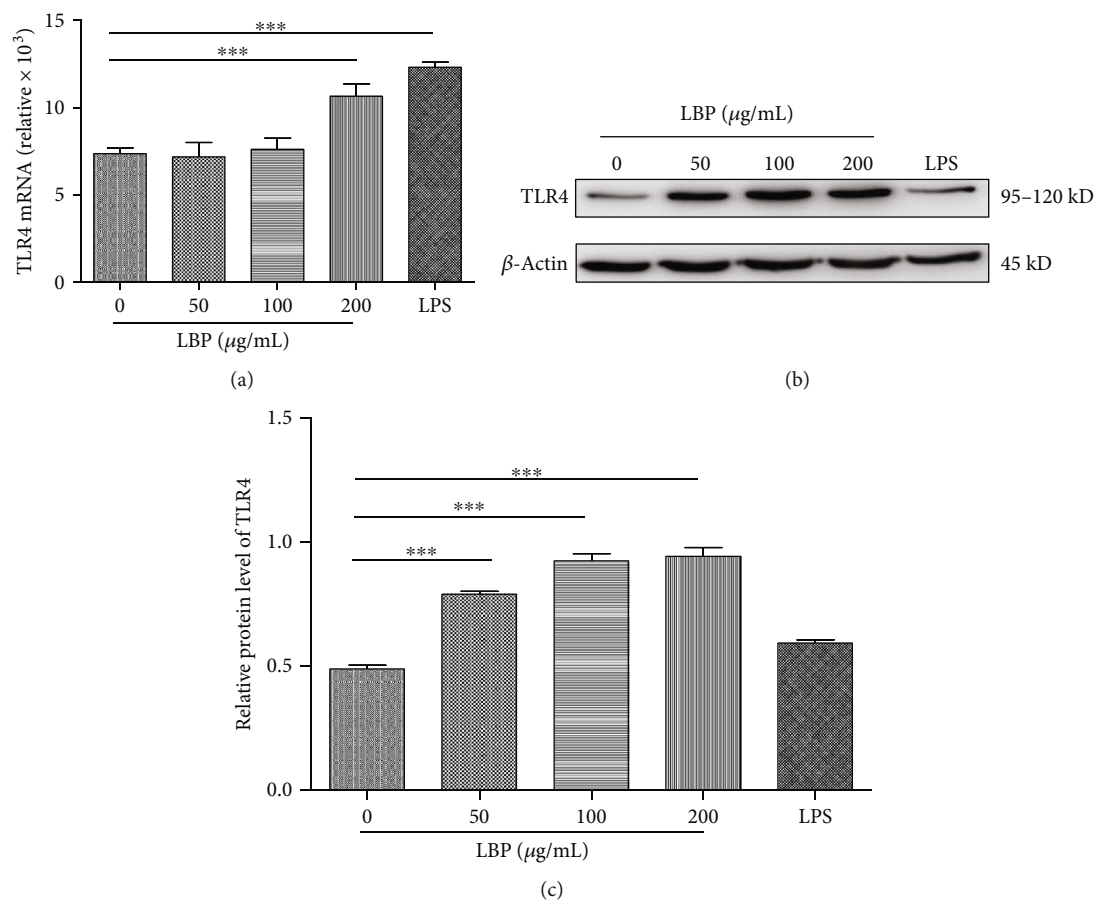 TLR4 mRNA (relative × 10³)
15
10
5
0
***
***
0 50 100 200 LPS
LBP (μg/mL)
(a)
LBP (μg/mL)
0 50 100 200 LPS
TLR4 95–120 kD
β-Actin 45 kD
(b)
Relative protein level of TLR4
1.5
1.0
0.5
0.0
***
***
***
0 50 100 200 LPS
LBP (μg/mL)
(c)